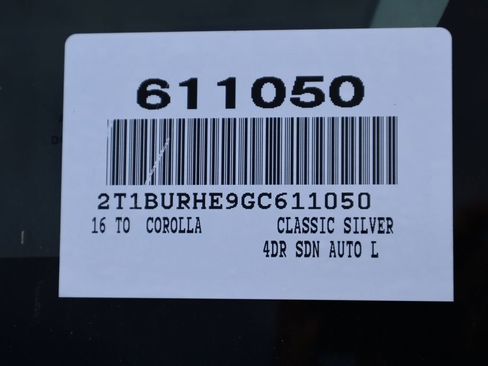 611050
2T1BURHE9GC611050
16 TO COROLLA CLASSIC SILVER
4DR SDN AUTO L